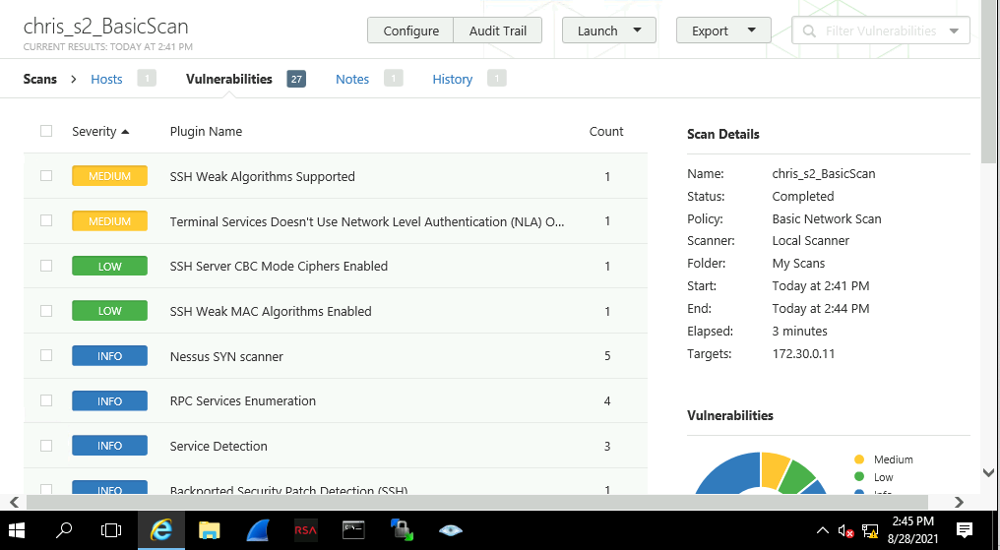 chris_s2_BasicScan
CURRENT RESULTS: TODAY AT 2:41 PM
Configure Audit Trail Launch Export Filter Vulnerabilities
Scans > Hosts 1 Vulnerabilities 27 Notes 1 History 1
Severity Plugin Name Count
MEDIUM SSH Weak Algorithms Supported 1
MEDIUM Terminal Services Doesn't Use Network Level Authentication (NLA) O... 1
LOW SSH Server CBC Mode Ciphers Enabled 1
LOW SSH Weak MAC Algorithms Enabled 1
INFO Nessus SYN scanner 5
INFO RPC Services Enumeration 4
INFO Service Detection 3
INFO Backported Security Patch Detection (SSH) 1
Scan Details
Name: chris_s2_BasicScan
Status: Completed
Policy: Basic Network Scan
Scanner: Local Scanner
Folder: My Scans
Start: Today at 2:41 PM
End: Today at 2:44 PM
Elapsed: 3 minutes
Targets: 172.30.0.11
Vulnerabilities
Medium
Low
Info
RSA
2:45 PM
8/28/2021